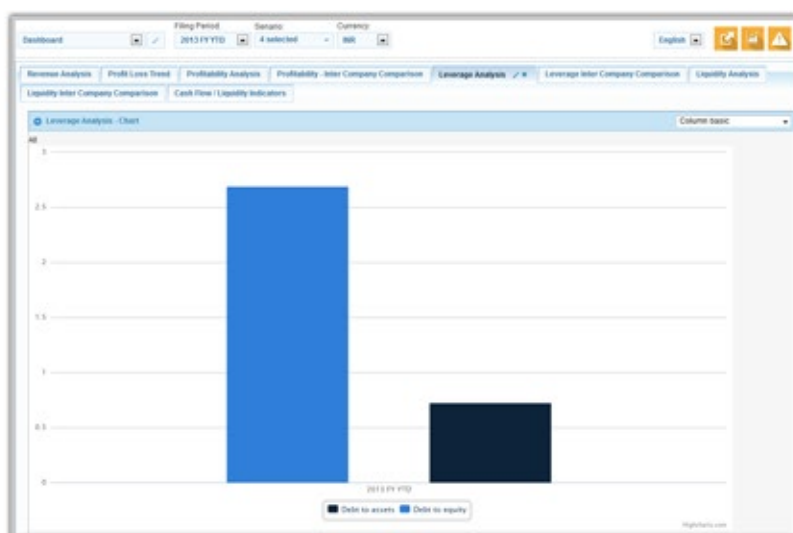 Filing Period: Scenario: Currency:
Dashboard 2013 FY YTD 4 selected INR English
Revenue Analysis Profit Loss Trend Profitability Analysis Profitability - Inter Company Comparison Leverage Analysis Leverage Inter Company Comparison Liquidity Analysis
Liquidity Inter Company Comparison Cash Flow / Liquidity Indicators
Leverage Analysis - Chart Column basic
All
3
2.5
2
1.5
1
0.5
0
2013 FY YTD
Debt to assets Debt to equity
Highcharts.com